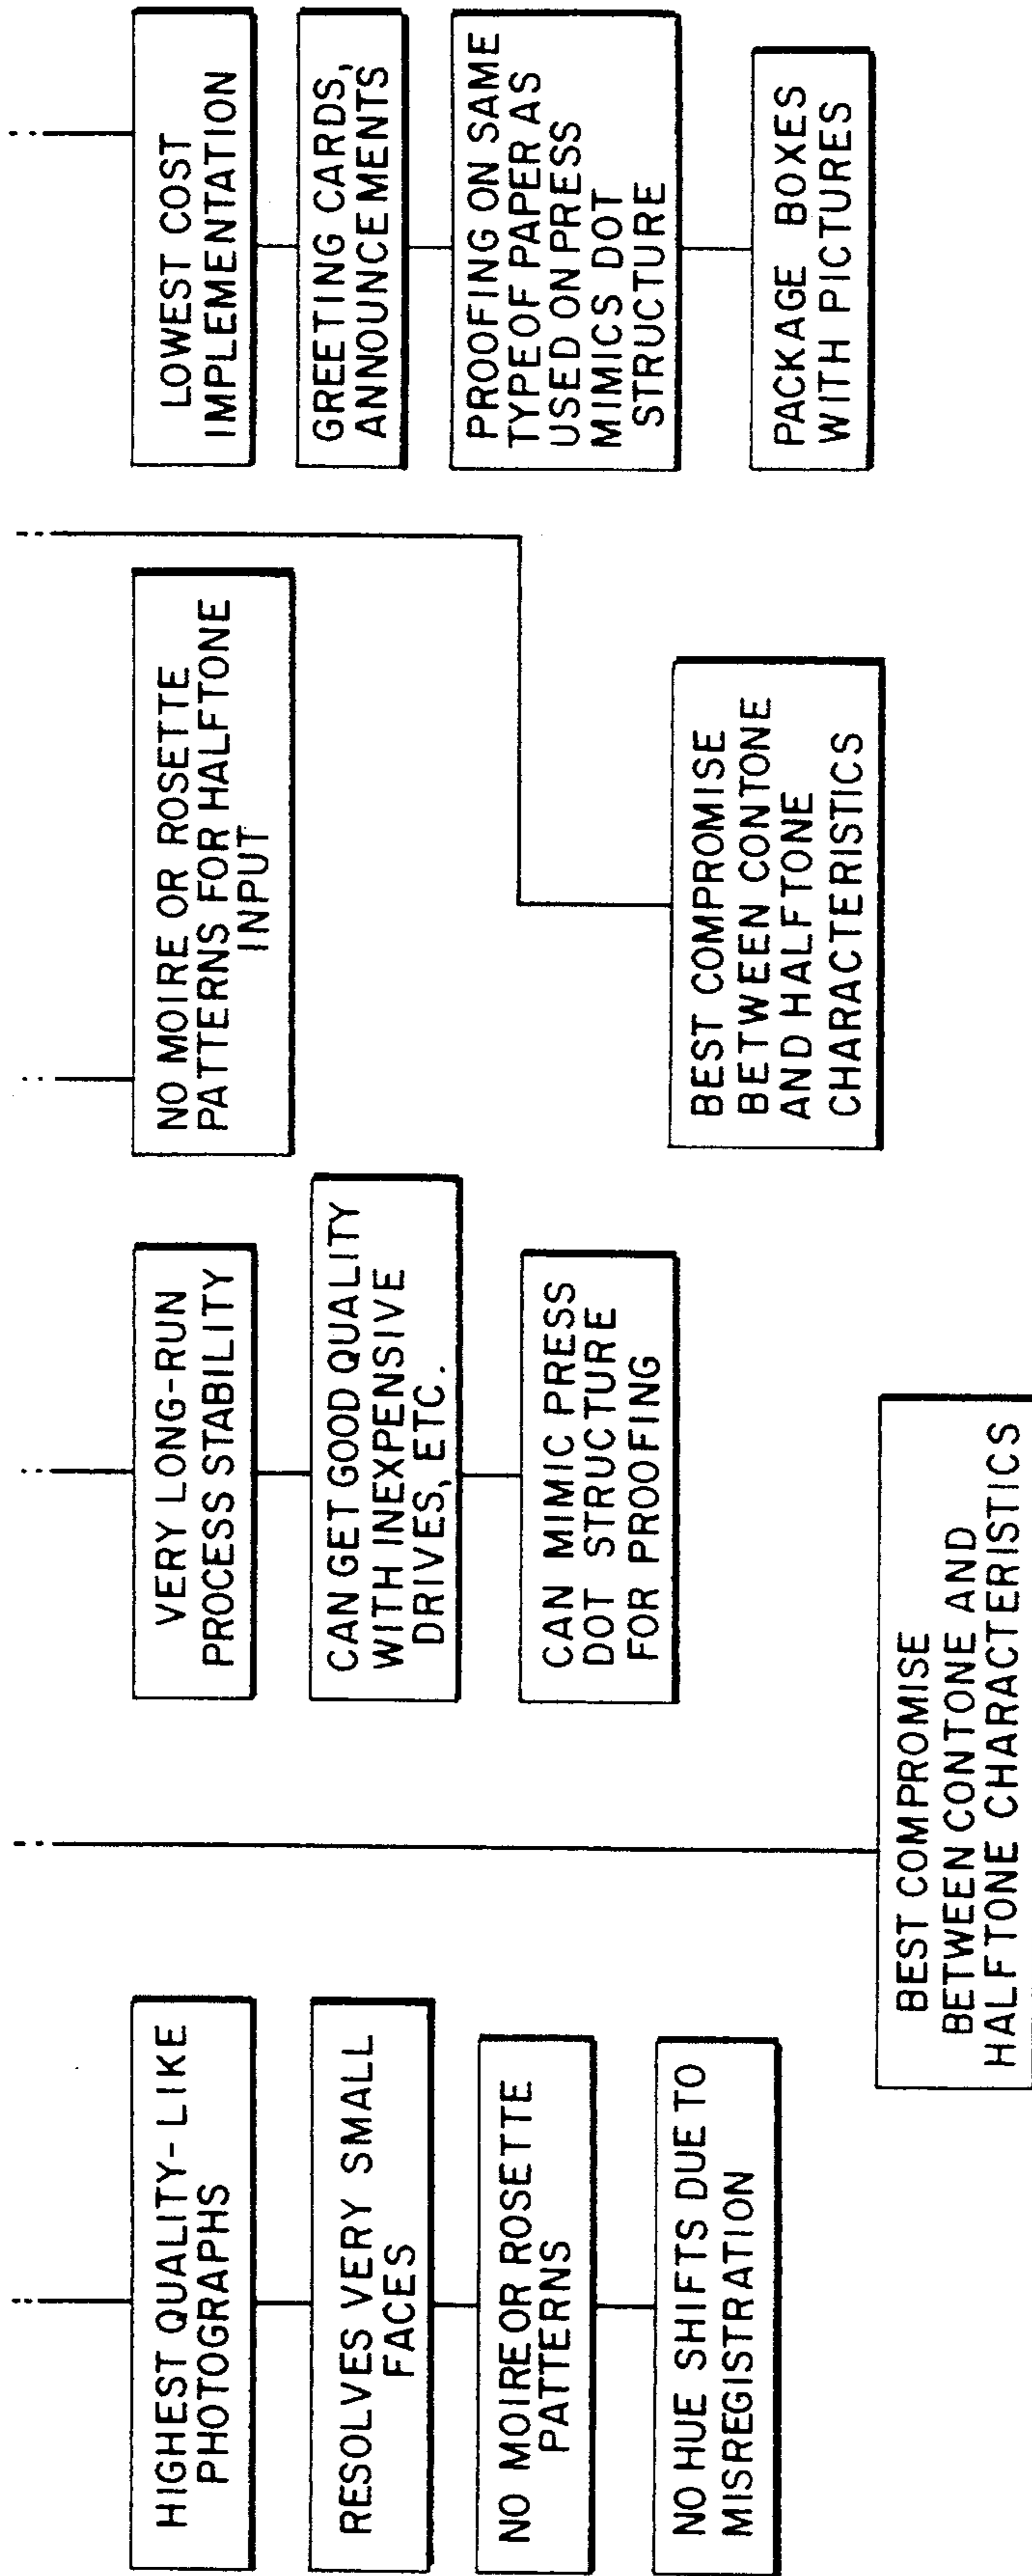 HIGHEST QUALITY-LIKE
PHOTOGRAPHS
RESOLVES VERY SMALL
FACES
NO MOIRE OR ROSETTE
PATTERNS
NO HUE SHIFTS DUE TO
MISREGISTRATION
BEST COMPROMISE
BETWEEN CONTONE AND
HALFTONE CHARACTERISTICS
VERY LONG-RUN
PROCESS STABILITY
CAN GET GOOD QUALITY
WITH INEXPENSIVE
DRIVES, ETC.
CAN MIMIC PRESS
DOT STRUCTURE
FOR PROOFING
NO MOIRE OR ROSETTE
PATTERNS FOR HALFTONE
INPUT
BEST COMPROMISE
BETWEEN CONTONE
AND HALFTONE
CHARACTERISTICS
LOWEST COST
IMPLEMENTATION
GREETING CARDS,
ANNOUNCEMENTS
PROOFING ON SAME
TYPE OF PAPER AS
USED ON PRESS
MIMICS DOT
STRUCTURE
PACKAGE BOXES
WITH PICTURES